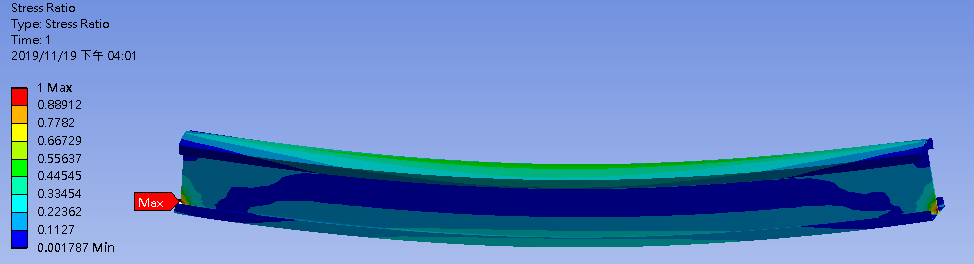 Stress Ratio
Type: Stress Ratio
Time: 1
2019/11/19 下午 04:01
1 Max
0.88912
0.7782
0.66729
0.55637
0.44545
0.33454
0.22362
0.1127
0.001787 Min
Max